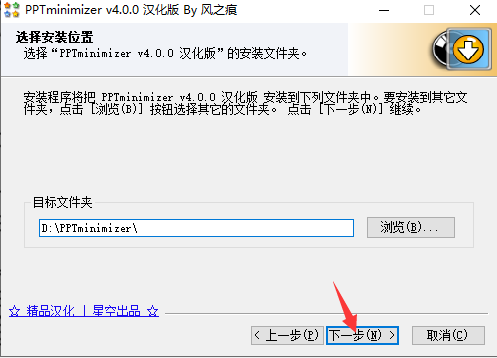 PPTminimizer v4.0.0 汉化版 By 风之痕
选择安装位置
选择“PPTminimizer v4.0.0 汉化版”的安装文件夹。
安装程序将把 PPTminimizer v4.0.0 汉化版 安装到下列文件夹中。要安装到其它文
件夹，点击 [浏览(B)] 按钮选择其它的文件夹。 点击 [下一步(N)] 继续。
目标文件夹
D:\PPTminimizer\
浏览(B)...
☆ 精品汉化 | 星空出品 ☆
< 上一步(P)
下一步(N) >
取消(C)